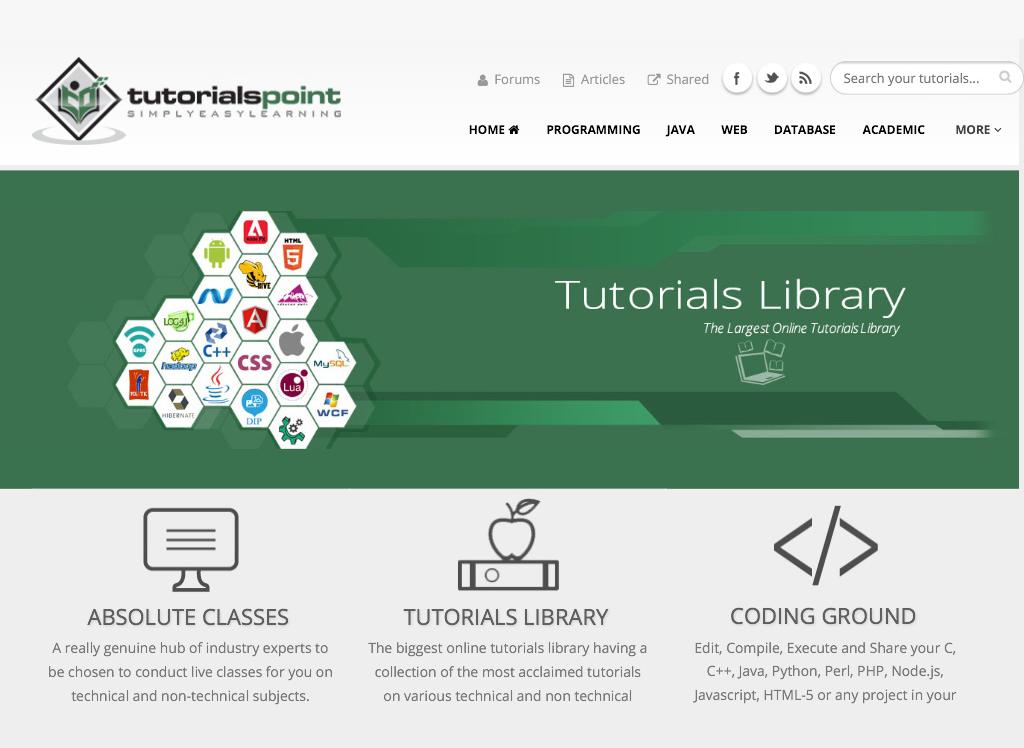 Forums
Articles
Shared
Search your tutorials...
tutorialspoint
SIMPLYEASYLEARNING
HOME
PROGRAMMING
JAVA
WEB
DATABASE
ACADEMIC
MORE
HTML
5
HIVE
LOG4J
GPRS
C++
hadoop
CSS
MySQL
Lua
HIBERNATE
DIP
WCF
Tutorials Library
The Largest Online Tutorials Library
ABSOLUTE CLASSES
A really genuine hub of industry experts to
be chosen to conduct live classes for you on
technical and non-technical subjects.
TUTORIALS LIBRARY
The biggest online tutorials library having a
collection of the most acclaimed tutorials
on various technical and non technical
CODING GROUND
Edit, Compile, Execute and Share your C,
C++, Java, Python, Perl, PHP, Node.js,
Javascript, HTML-5 or any project in your